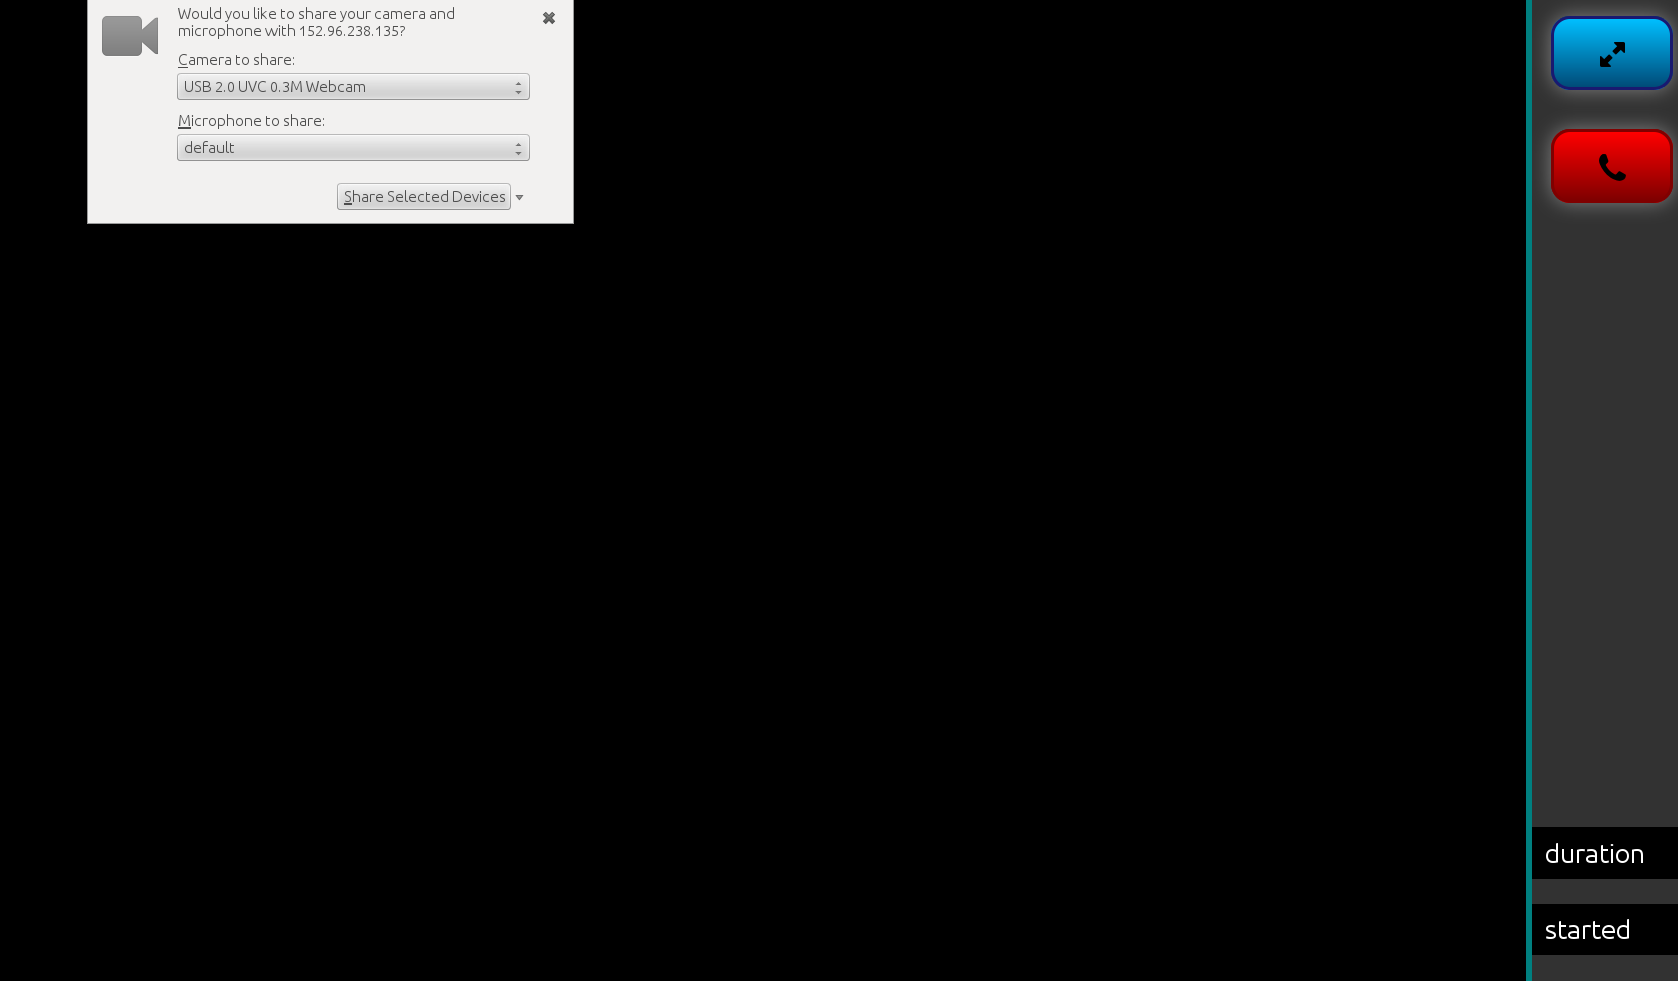 Would you like to share your camera and
microphone with 152.96.238.135?
Camera to share:
USB 2.0 UVC 0.3M Webcam
Microphone to share:
default
Share Selected Devices
duration
started